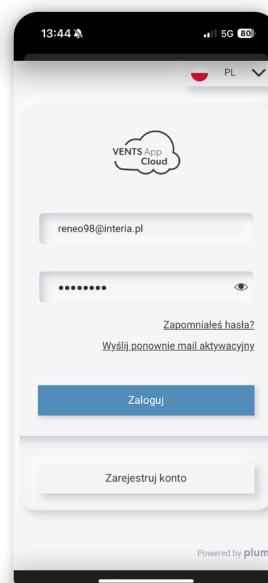 13:44
5G 80
PL
VENTS App
Cloud
reneo98@interia.pl
••••••••
Zapomniałeś hasła?
Wyślij ponownie mail aktywacyjny
Zaloguj
Zarejestruj konto
Powered by plum